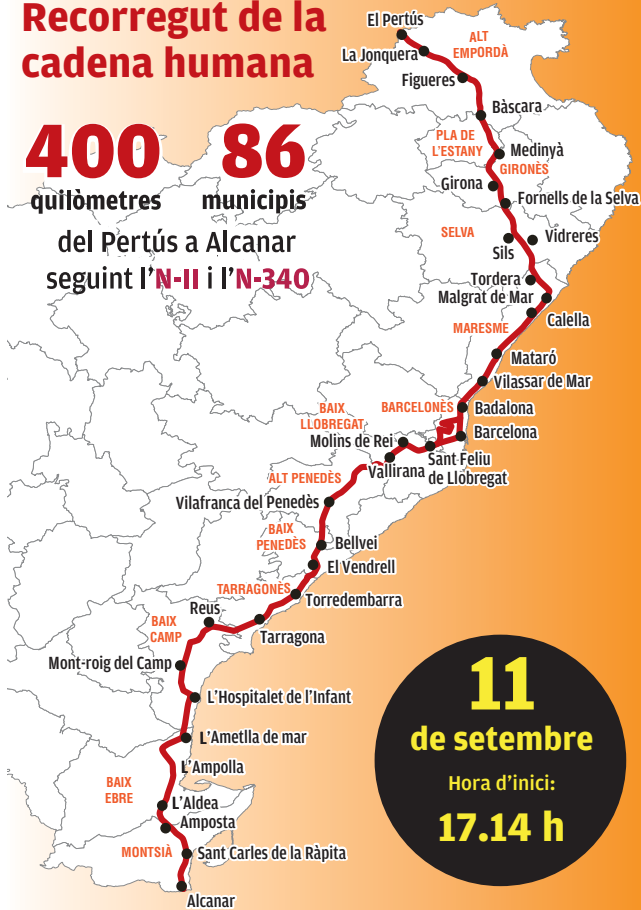 Recorregut de la
cadena humana
400
quilòmetres
86
municipis
del Pertús a Alcanar
seguint l'N-II i l'N-340
El Pertús
La Jonquera
ALT
EMPORDÀ
Figueres
Bàscara
PLA DE
L'ESTANY
Medinyà
GIRONÈS
Girona
Fornells de la Selva
SELVA
Vidreres
Sils
Tordera
Malgrat de Mar
Calella
MARESME
Mataró
Vilassar de Mar
BARCELONÈS
Badalona
BAIX
LLOBREGAT
Barcelona
Molins de Rei
Sant Feliu
de Llobregat
Vallirana
ALT PENEDÈS
Vilafranca del Penedès
BAIX
PENEDÈS
Bellvei
El Vendrell
TARRAGONÈS
Torredembarra
Reus
BAIX
CAMP
Tarragona
Mont-roig del Camp
L'Hospitalet de l'Infant
L'Ametlla de mar
L'Ampolla
BAIX
EBRE
L'Aldea
Amposta
MONTSIÀ
Sant Carles de la Ràpita
Alcanar
11
de setembre
Hora d'inici:
17.14 h